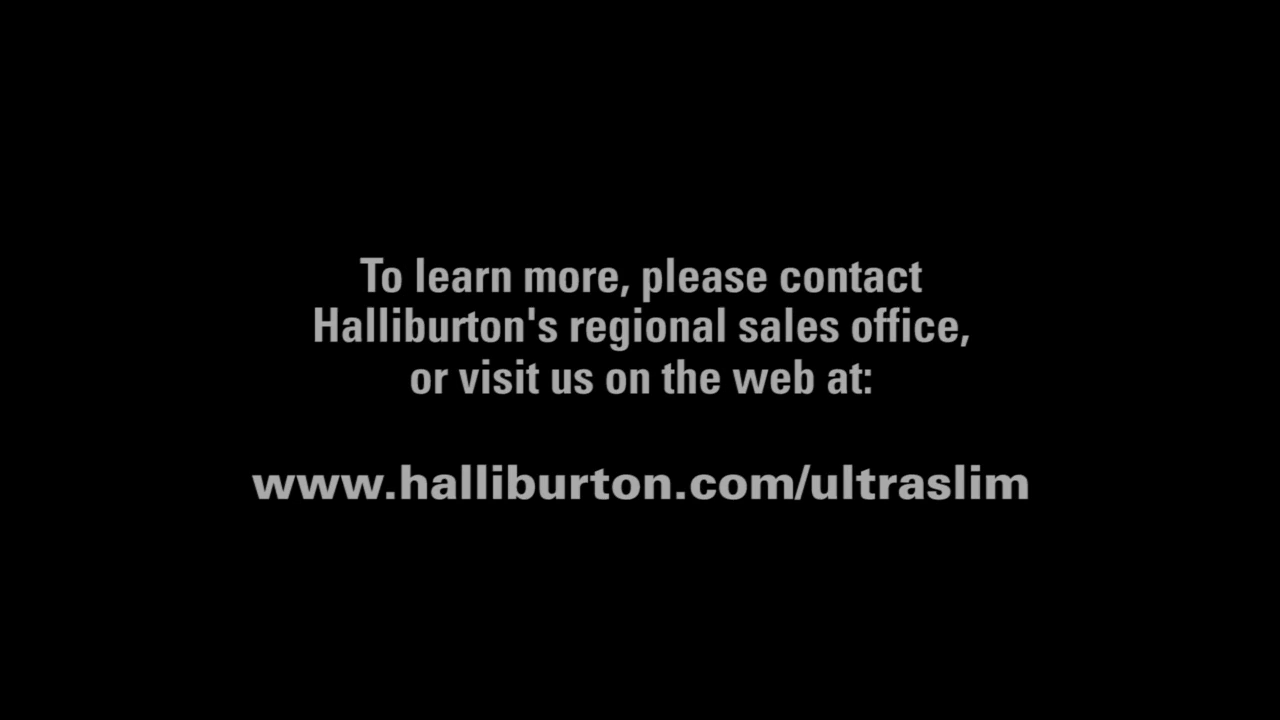 To learn more, please contact
Halliburton's regional sales office,
or visit us on the web at:
www.halliburton.com/ultraslim